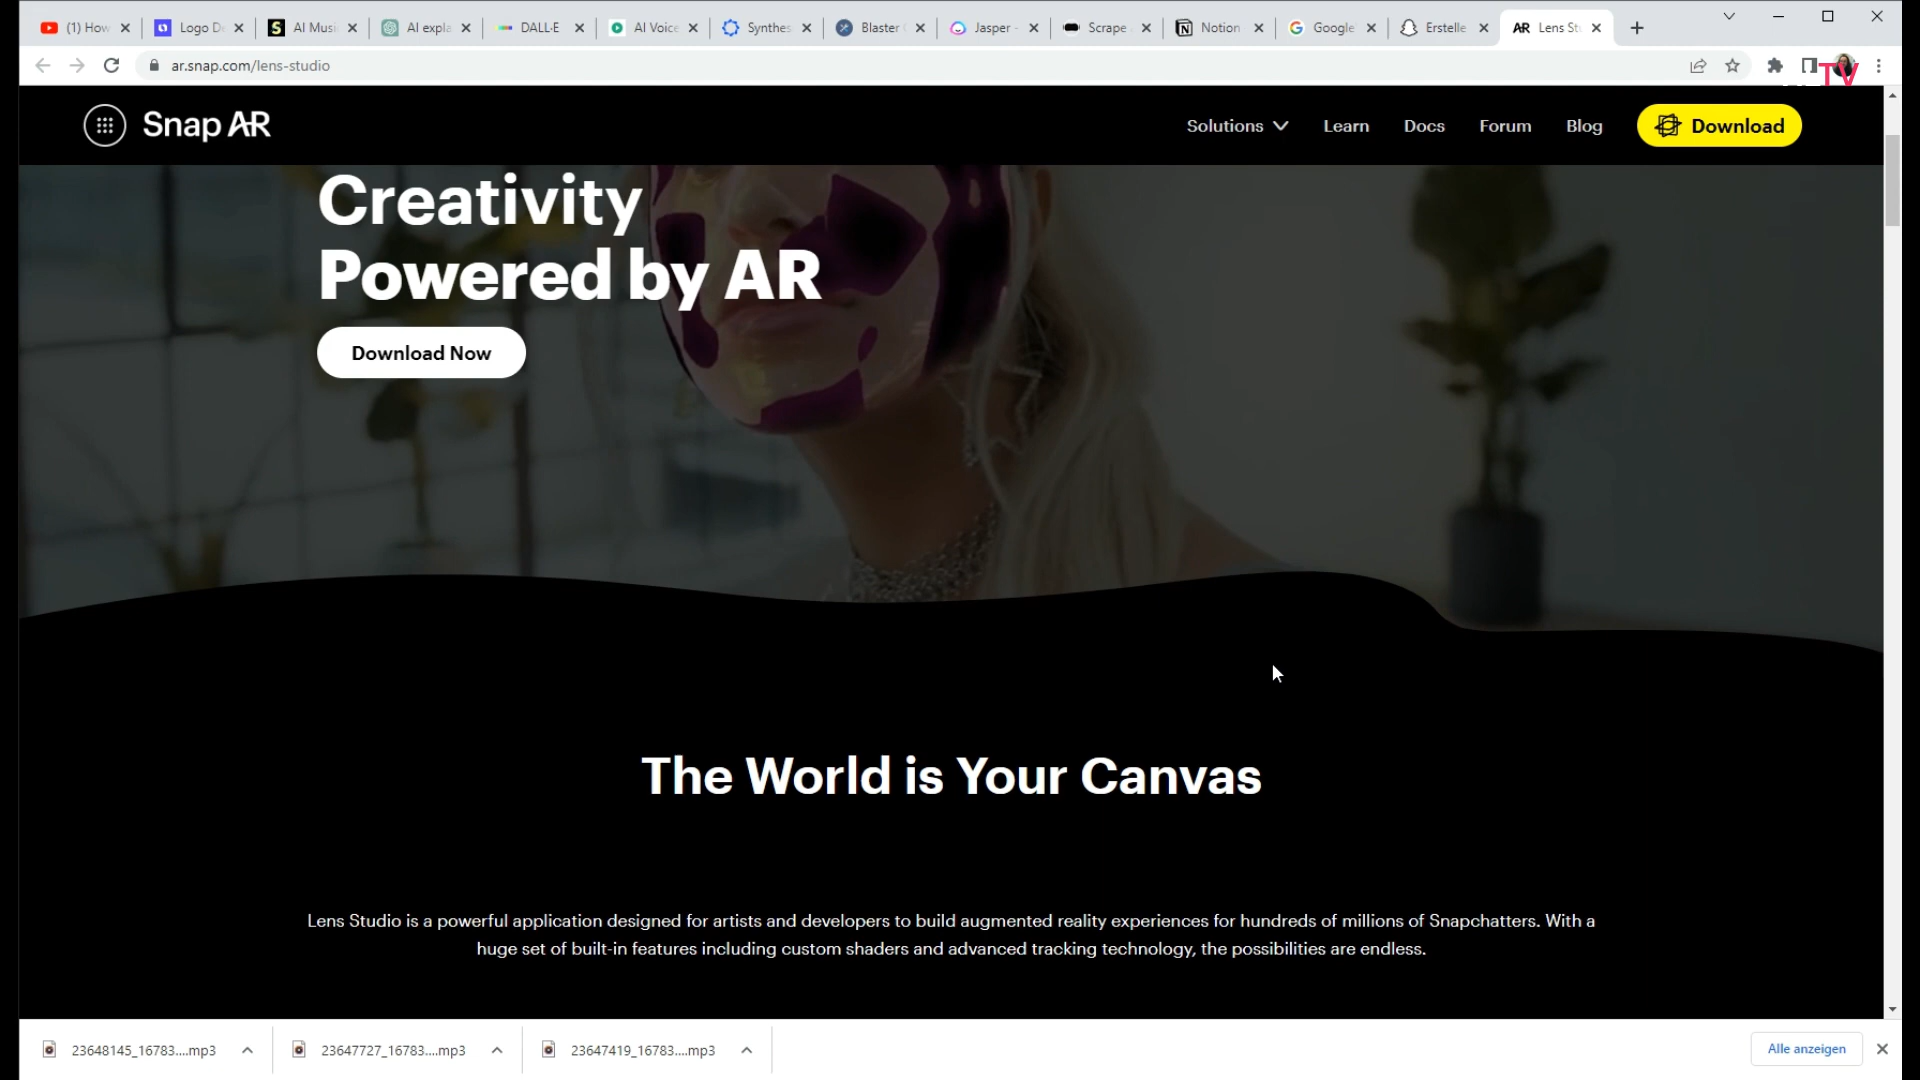 (1) How
Logo D
AI Musi
AI expla
DALL·E
AI Voice
Synthes
Blaster
Jasper -
Scrape
Notion
Google
Erstelle
AR Lens St
ar.snap.com/lens-studio
TV
Snap AR
Solutions
Learn
Docs
Forum
Blog
Download
Creativity
Powered by AR
Download Now
The World is Your Canvas
Lens Studio is a powerful application designed for artists and developers to build augmented reality experiences for hundreds of millions of Snapchatters. With a
huge set of built-in features including custom shaders and advanced tracking technology, the possibilities are endless.
23648145_16783....mp3
23647727_16783....mp3
23647419_16783....mp3
Alle anzeigen